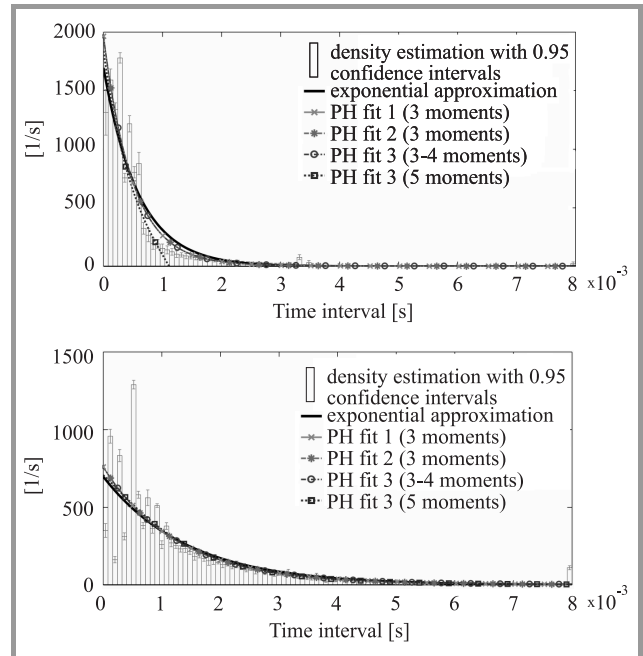 2000
1500
1000
500
0
[1/s]
density estimation with 0.95
confidence intervals
exponential approximation
PH fit 1 (3 moments)
PH fit 2 (3 moments)
PH fit 3 (3-4 moments)
PH fit 3 (5 moments)
0 1 2 3 4 5 6 7 8 ×10⁻³
Time interval [s]
1500
1000
500
0
[1/s]
density estimation with 0.95
confidence intervals
exponential approximation
PH fit 1 (3 moments)
PH fit 2 (3 moments)
PH fit 3 (3-4 moments)
PH fit 3 (5 moments)
0 1 2 3 4 5 6 7 8 ×10⁻³
Time interval [s]